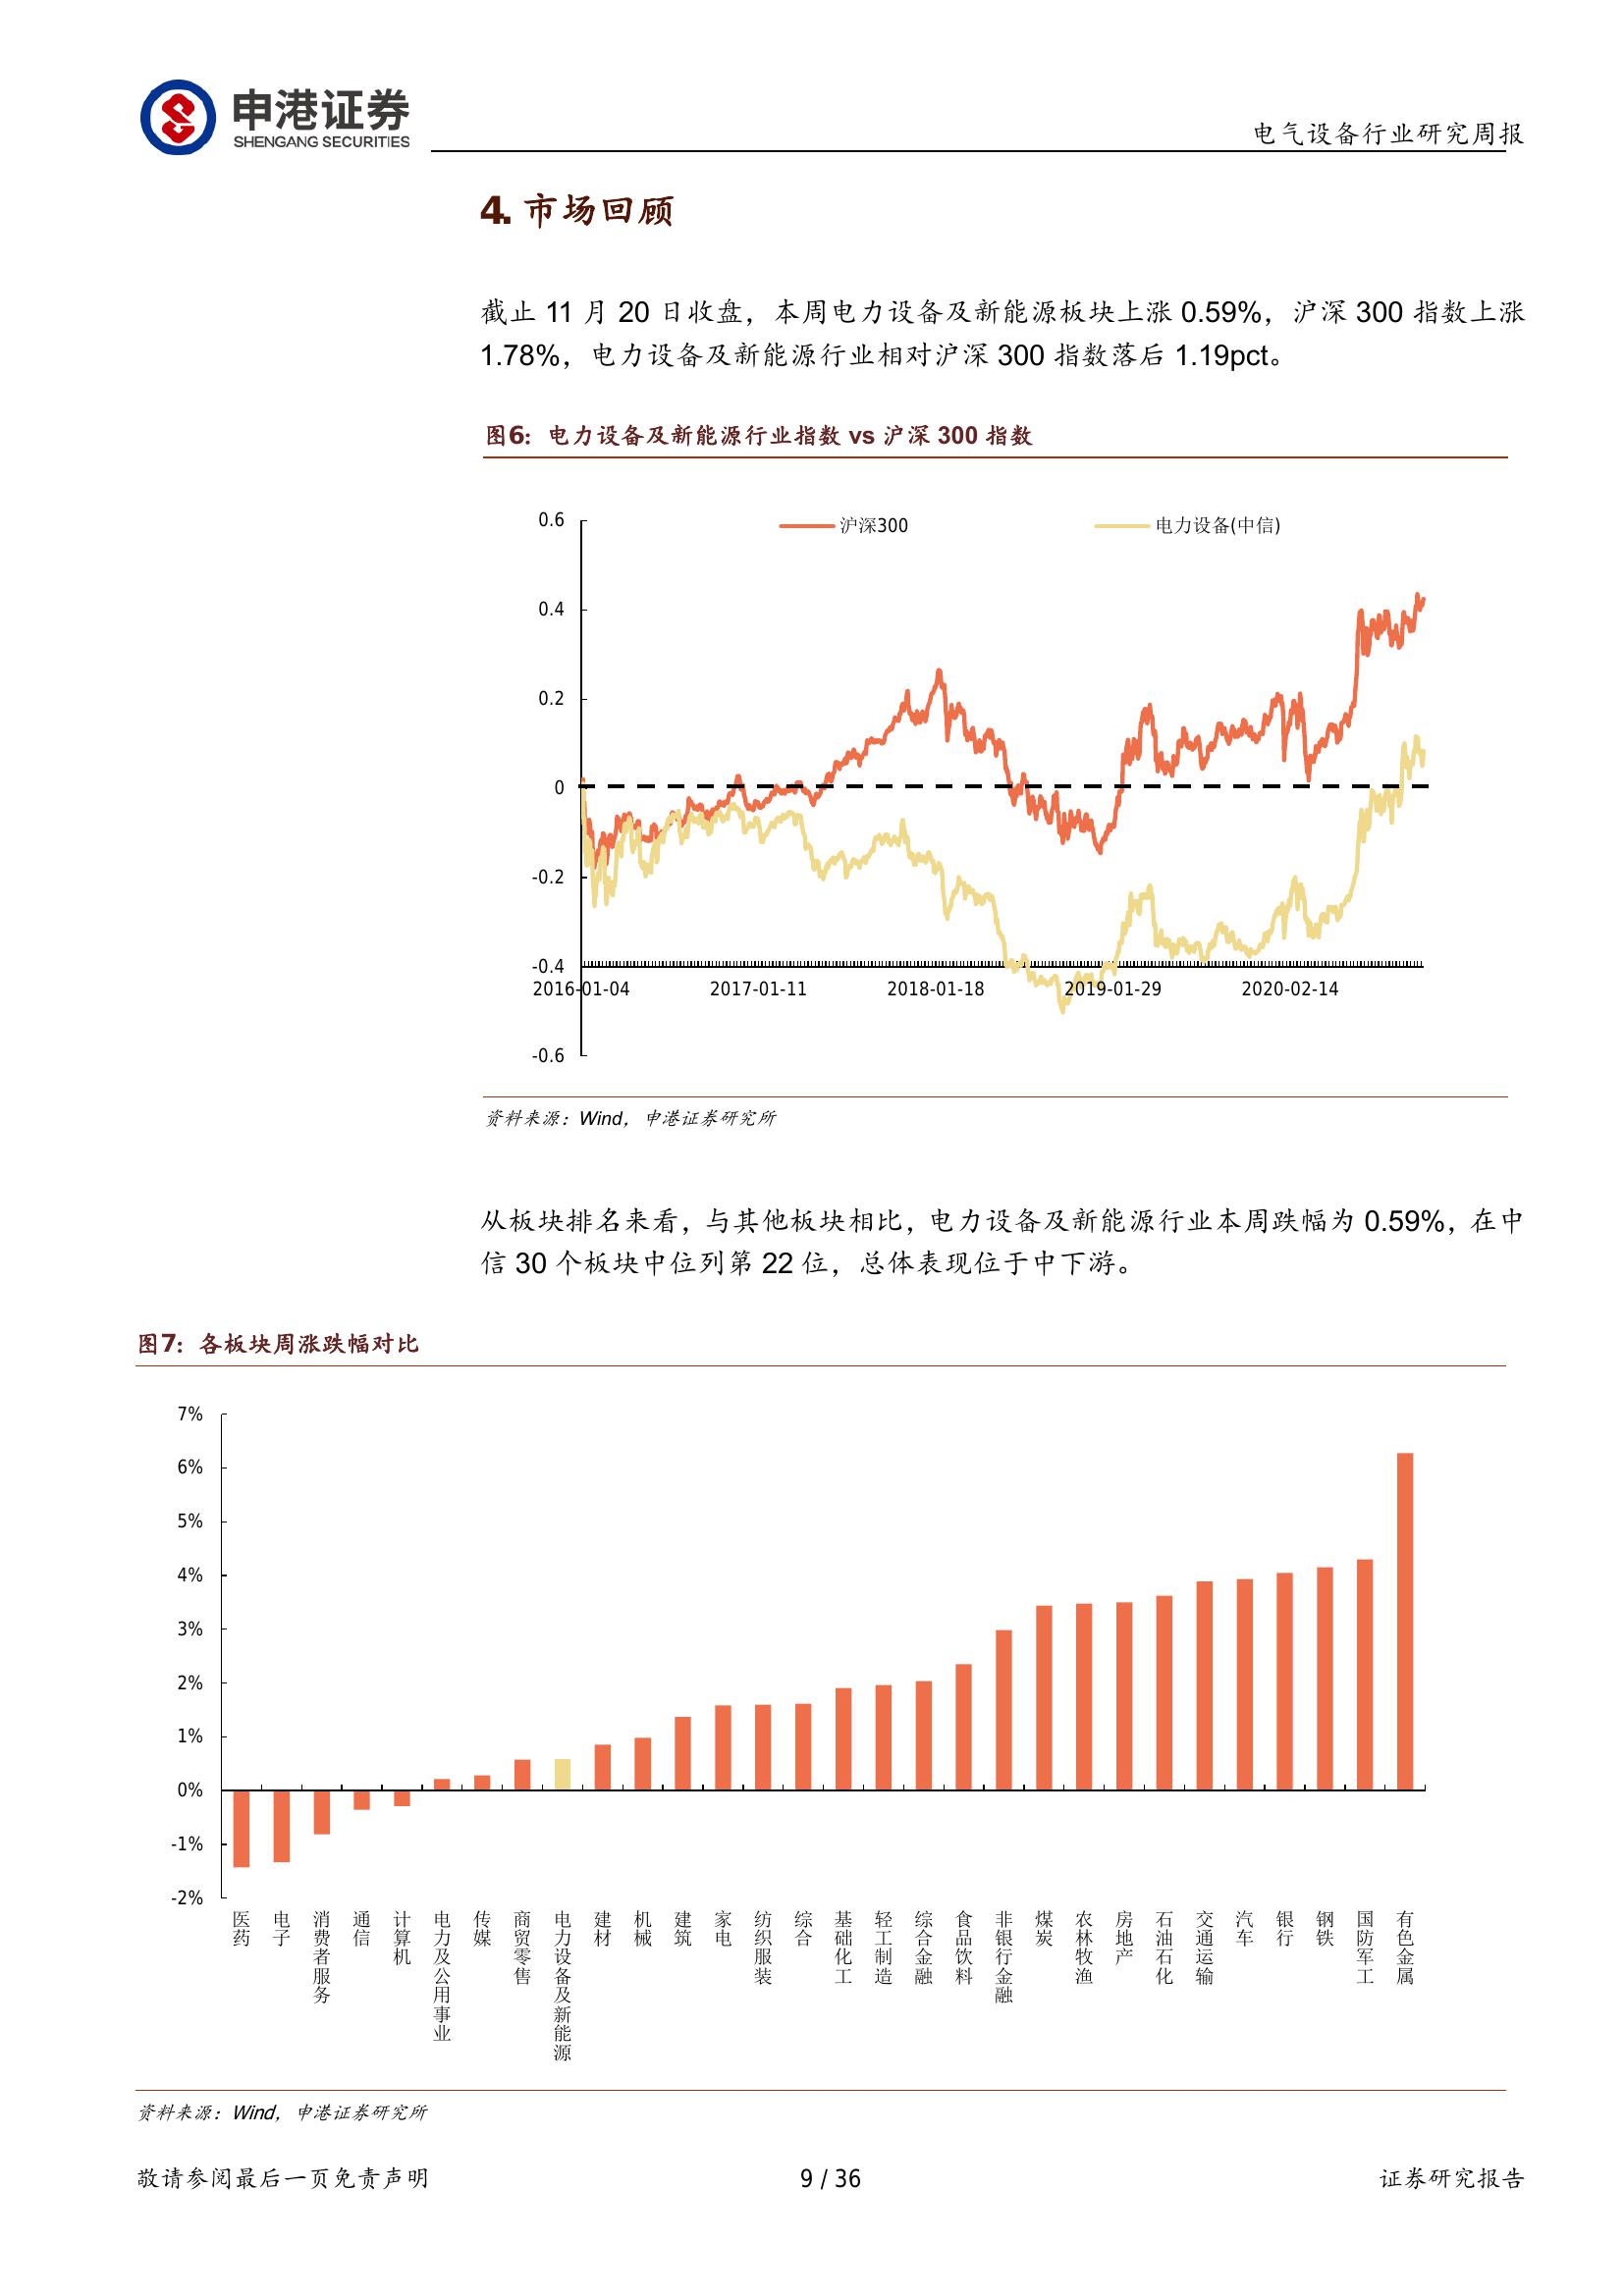 申港证券
SHENGANG SECURITIES
电气设备行业研究周报
4. 市场回顾
截止 11 月 20 日收盘，本周电力设备及新能源板块上涨 0.59%，沪深 300 指数上涨
1.78%，电力设备及新能源行业相对沪深 300 指数落后 1.19pct。
图6：电力设备及新能源行业指数 vs 沪深 300 指数
沪深300
电力设备(中信)
0.6
0.4
0.2
0
-0.2
-0.4
-0.6
2016-01-04
2017-01-11
2018-01-18
2019-01-29
2020-02-14
资料来源：Wind，申港证券研究所
从板块排名来看，与其他板块相比，电力设备及新能源行业本周跌幅为 0.59%，在中
信 30 个板块中位列第 22 位，总体表现位于中下游。
图7：各板块周涨跌幅对比
7%
6%
5%
4%
3%
2%
1%
0%
-1%
-2%
医药
电子
消费者服务
通信
计算机
电力及公用事业
传媒
商贸零售
电力设备及新能源
建材
机械
建筑
家电
纺织服装
综合
基础化工
轻工制造
综合金融
食品饮料
非银行金融
煤炭
农林牧渔
房地产
石油石化
交通运输
汽车
银行
钢铁
国防军工
有色金属
资料来源：Wind，申港证券研究所
敬请参阅最后一页免责声明
9 / 36
证券研究报告